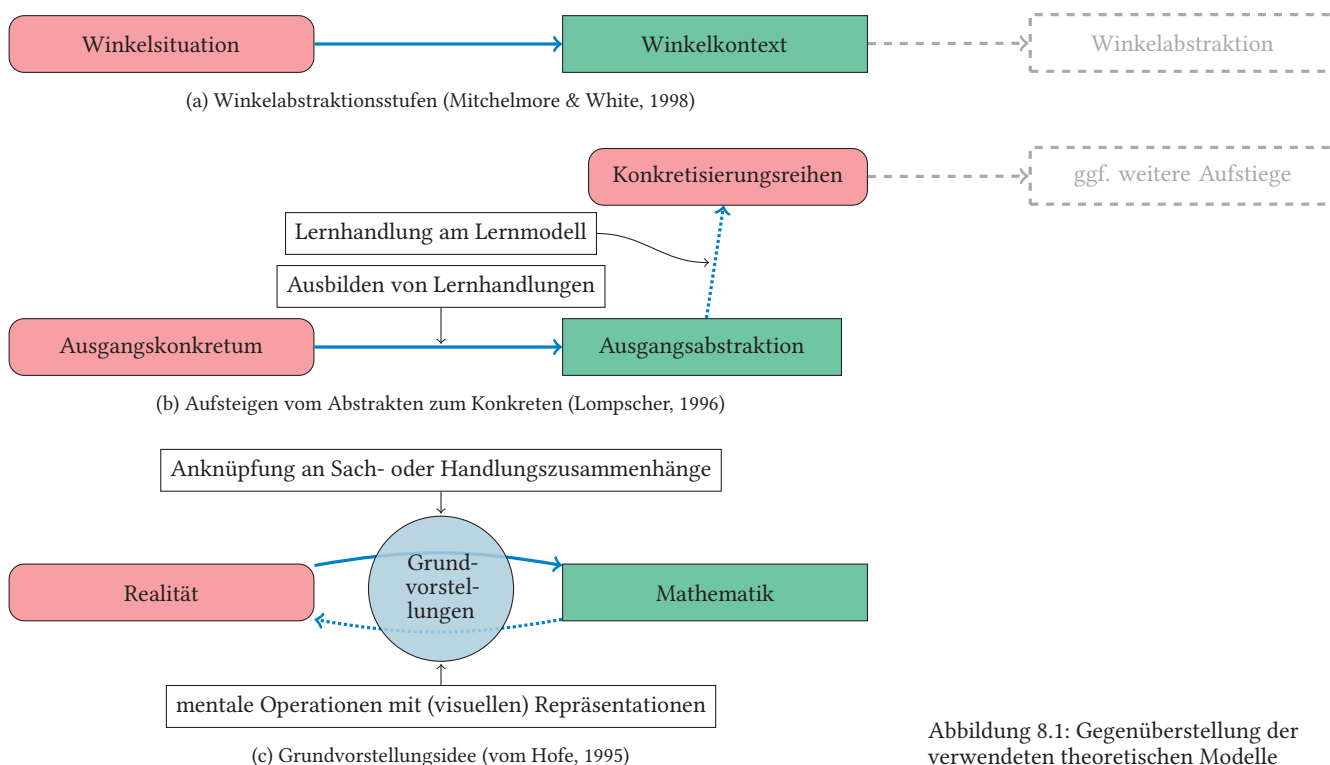 Winkelsituation
Winkelkontext
Winkelabstraktion
(a) Winkelabstraktionsstufen (Mitchelmore & White, 1998)
Konkretisierungsreihen
ggf. weitere Aufstiege
Lernhandlung am Lernmodell
Ausbilden von Lernhandlungen
Ausgangskonkretum
Ausgangsabstraktion
(b) Aufsteigen vom Abstrakten zum Konkreten (Lompscher, 1996)
Anknüpfung an Sach- oder Handlungszusammenhänge
Realität
Grund-
vorstel-
lungen
Mathematik
mentale Operationen mit (visuellen) Repräsentationen
(c) Grundvorstellungsidee (vom Hofe, 1995)
Abbildung 8.1: Gegenüberstellung der
verwendeten theoretischen Modelle